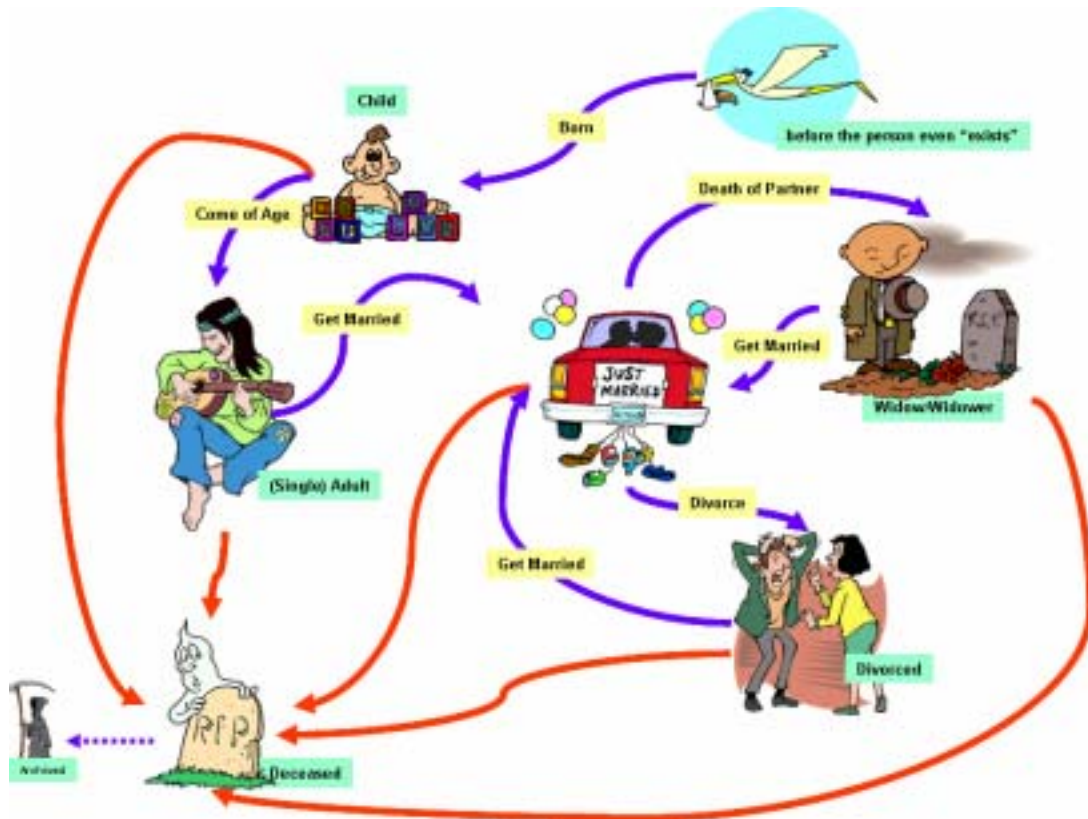 Child
Born
before the person even "exists"
Death of Partner
Come of Age
Get Married
Get Married
JUST
MARRIED
Widow/Widower
(Single) Adult
Divorce
Get Married
Divorced
RIP
Archived
Deceased